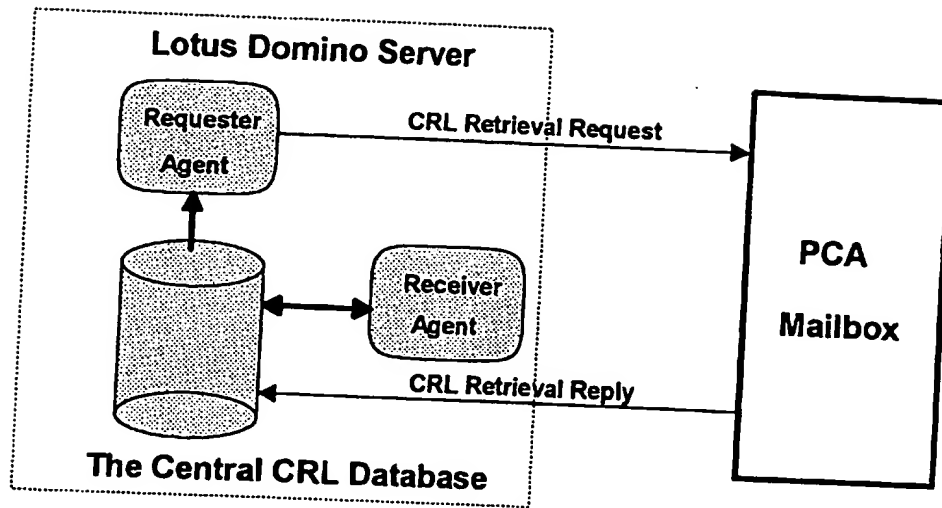 Lotus Domino Server
Requester
Agent
CRL Retrieval Request
PCA
Mailbox
Receiver
Agent
CRL Retrieval Reply
The Central CRL Database